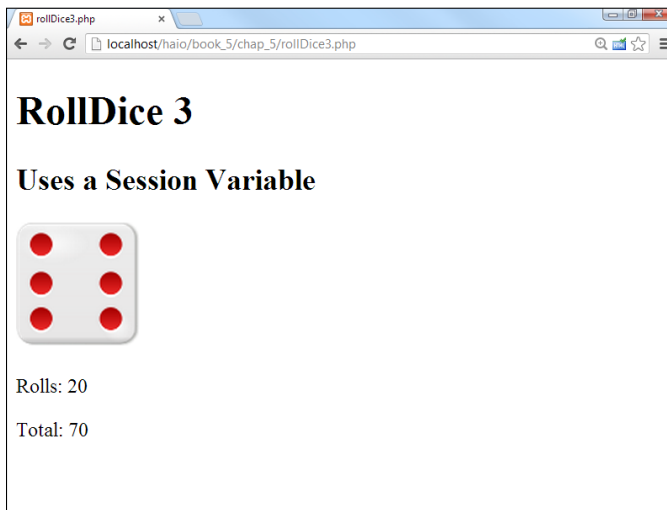 rollDice3.php
localhost/haio/book_5/chap_5/rollDice3.php
RollDice 3
Uses a Session Variable
Rolls: 20
Total: 70